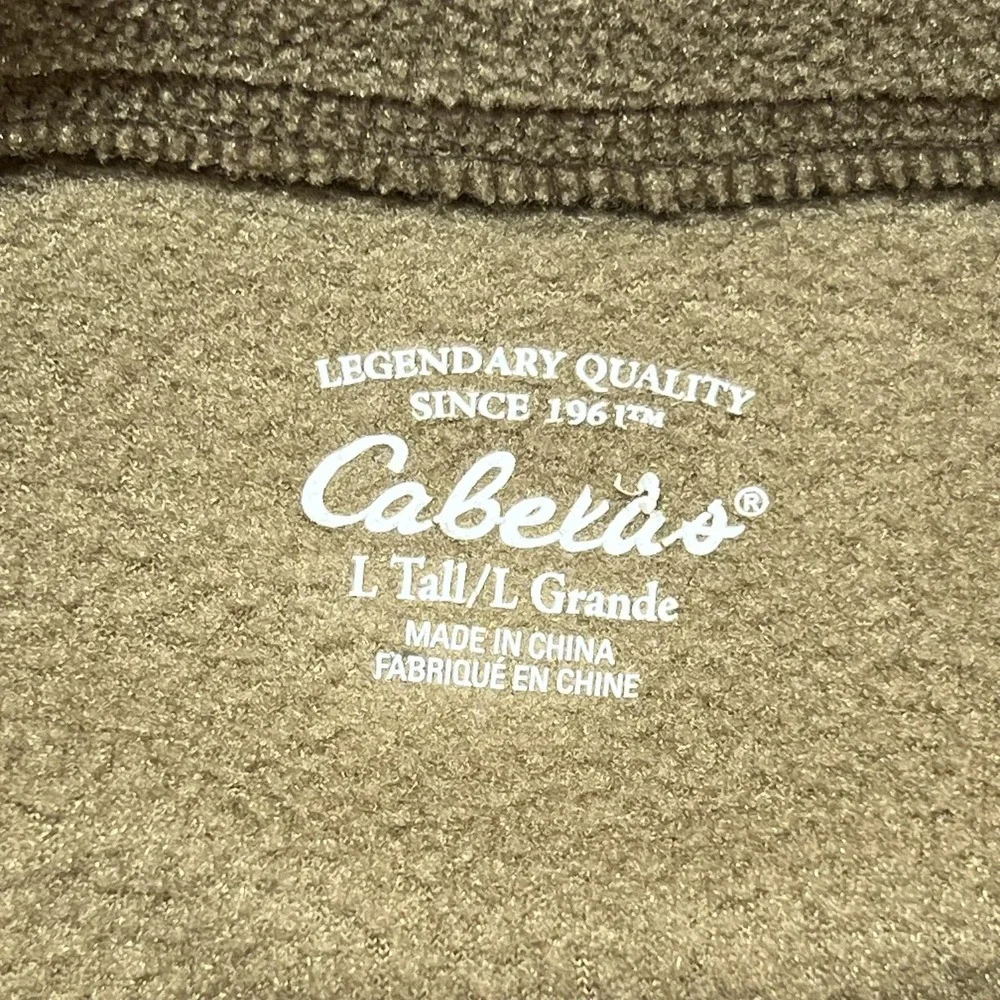 LEGENDARY QUALITY
SINCE 1961™
Cabela's®
L Tall/L Grande
MADE IN CHINA
FABRIQUÉ EN CHINE